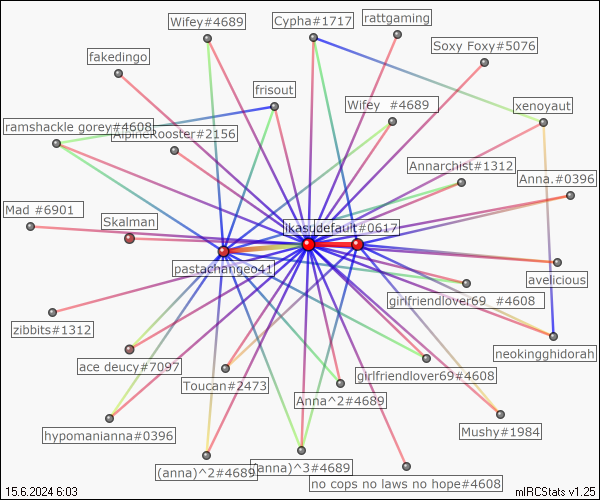 Wifey#4689
Cypha#1717
rattgaming
Soxy Foxy#5076
fakedingo
frisout
Wifey  #4689
xenoyaut
ramshackle gorey#4608
AlpineRooster#2156
Annarchist#1312
Anna.#0396
Mad #6901
Skalman
ikasudefault#0617
pastachangeo41
avelicious
girlfriendlover69_ #4608
zibbits#1312
neokingghidorah
ace deucy#7097
Toucan#2473
girlfriendlover69#4608
Anna^2#4689
hypomanianna#0396
Mushy#1984
(anna)^2#4689
(anna)^3#4689
no cops no laws no hope#4608
15.6.2024 6:03
mIRCStats v1.25